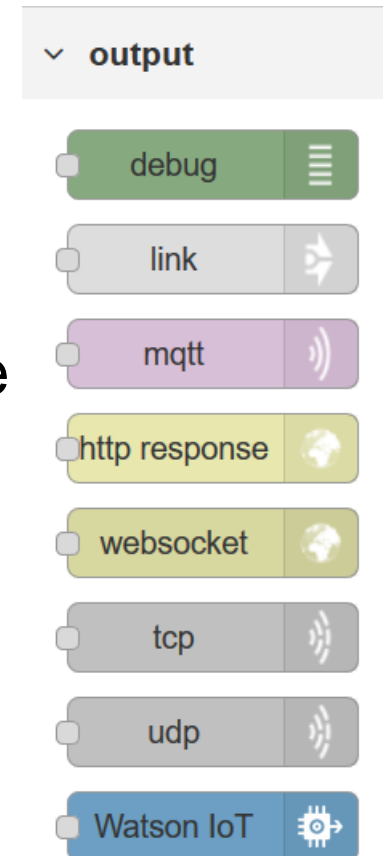 output
debug
link
mqtt
e
http response
websocket
tcp
udp
Watson IoT